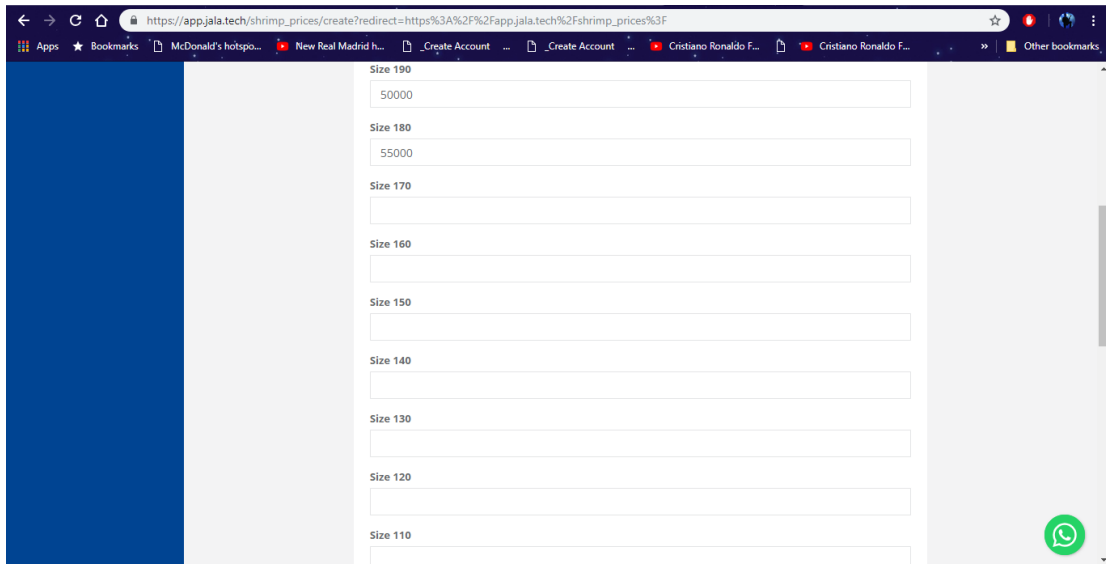 https://app.jala.tech/shrimp_prices/create?redirect=https%3A%2F%2Fapp.jala.tech%2Fshrimp_prices%3F
Apps Bookmarks McDonald's hotspo... New Real Madrid h... _Create Account ... _Create Account ... Cristiano Ronaldo F... Cristiano Ronaldo F... » Other bookmarks
Size 190
50000
Size 180
55000
Size 170
Size 160
Size 150
Size 140
Size 130
Size 120
Size 110